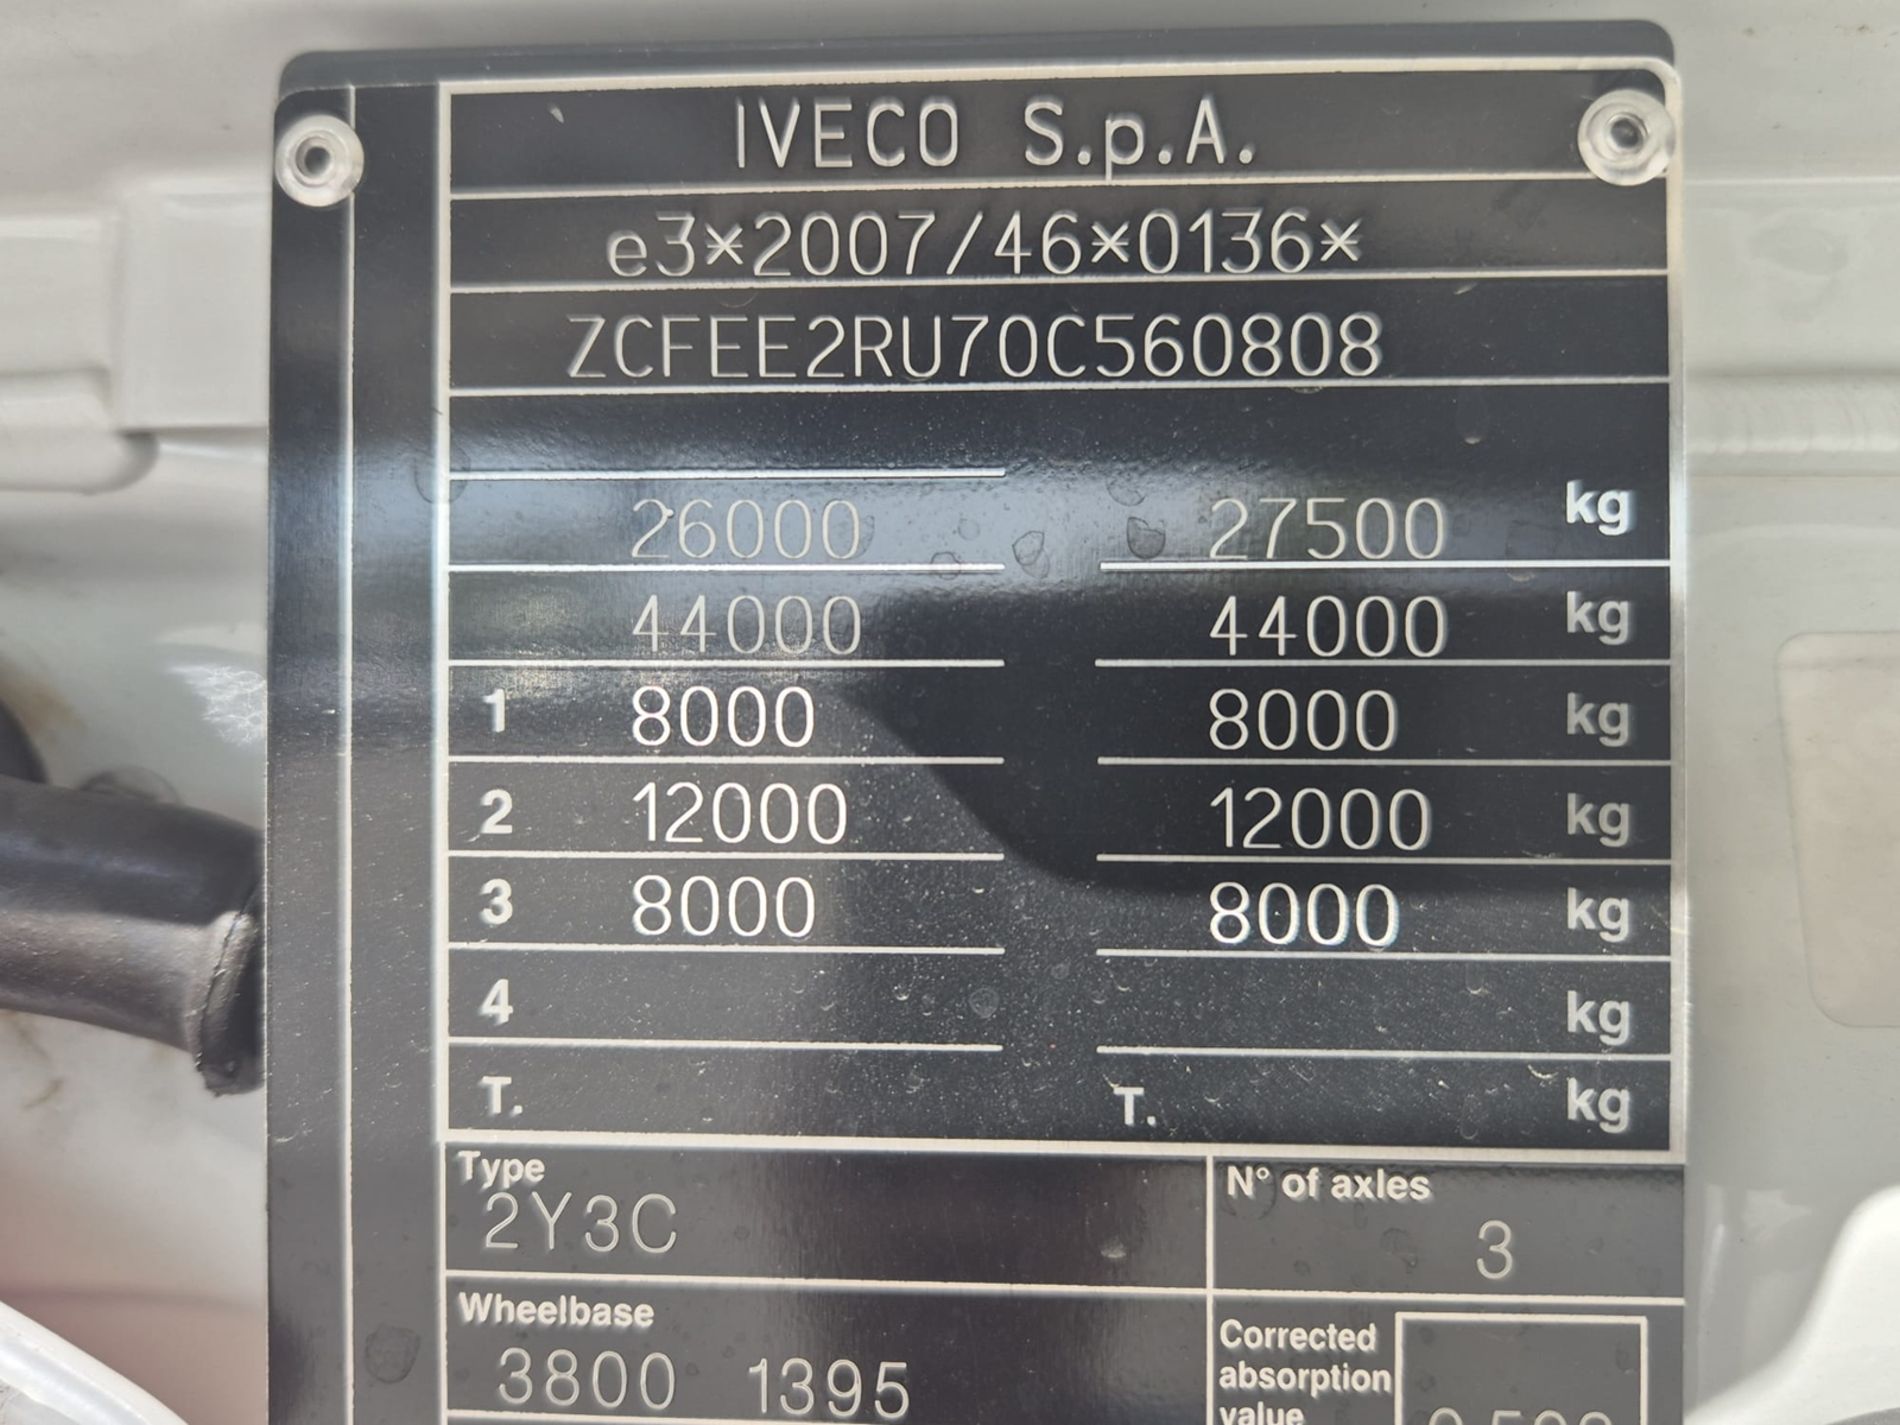 IVECO S.p.A.
e3*2007/46*0136*
ZCFEE2RU70C560808
26000 27500 kg
44000 44000 kg
1 8000 8000 kg
2 12000 12000 kg
3 8000 8000 kg
4 kg
T. T. kg
Type
2Y3C
N° of axles
3
Wheelbase
3800 1395
Corrected
absorption
value